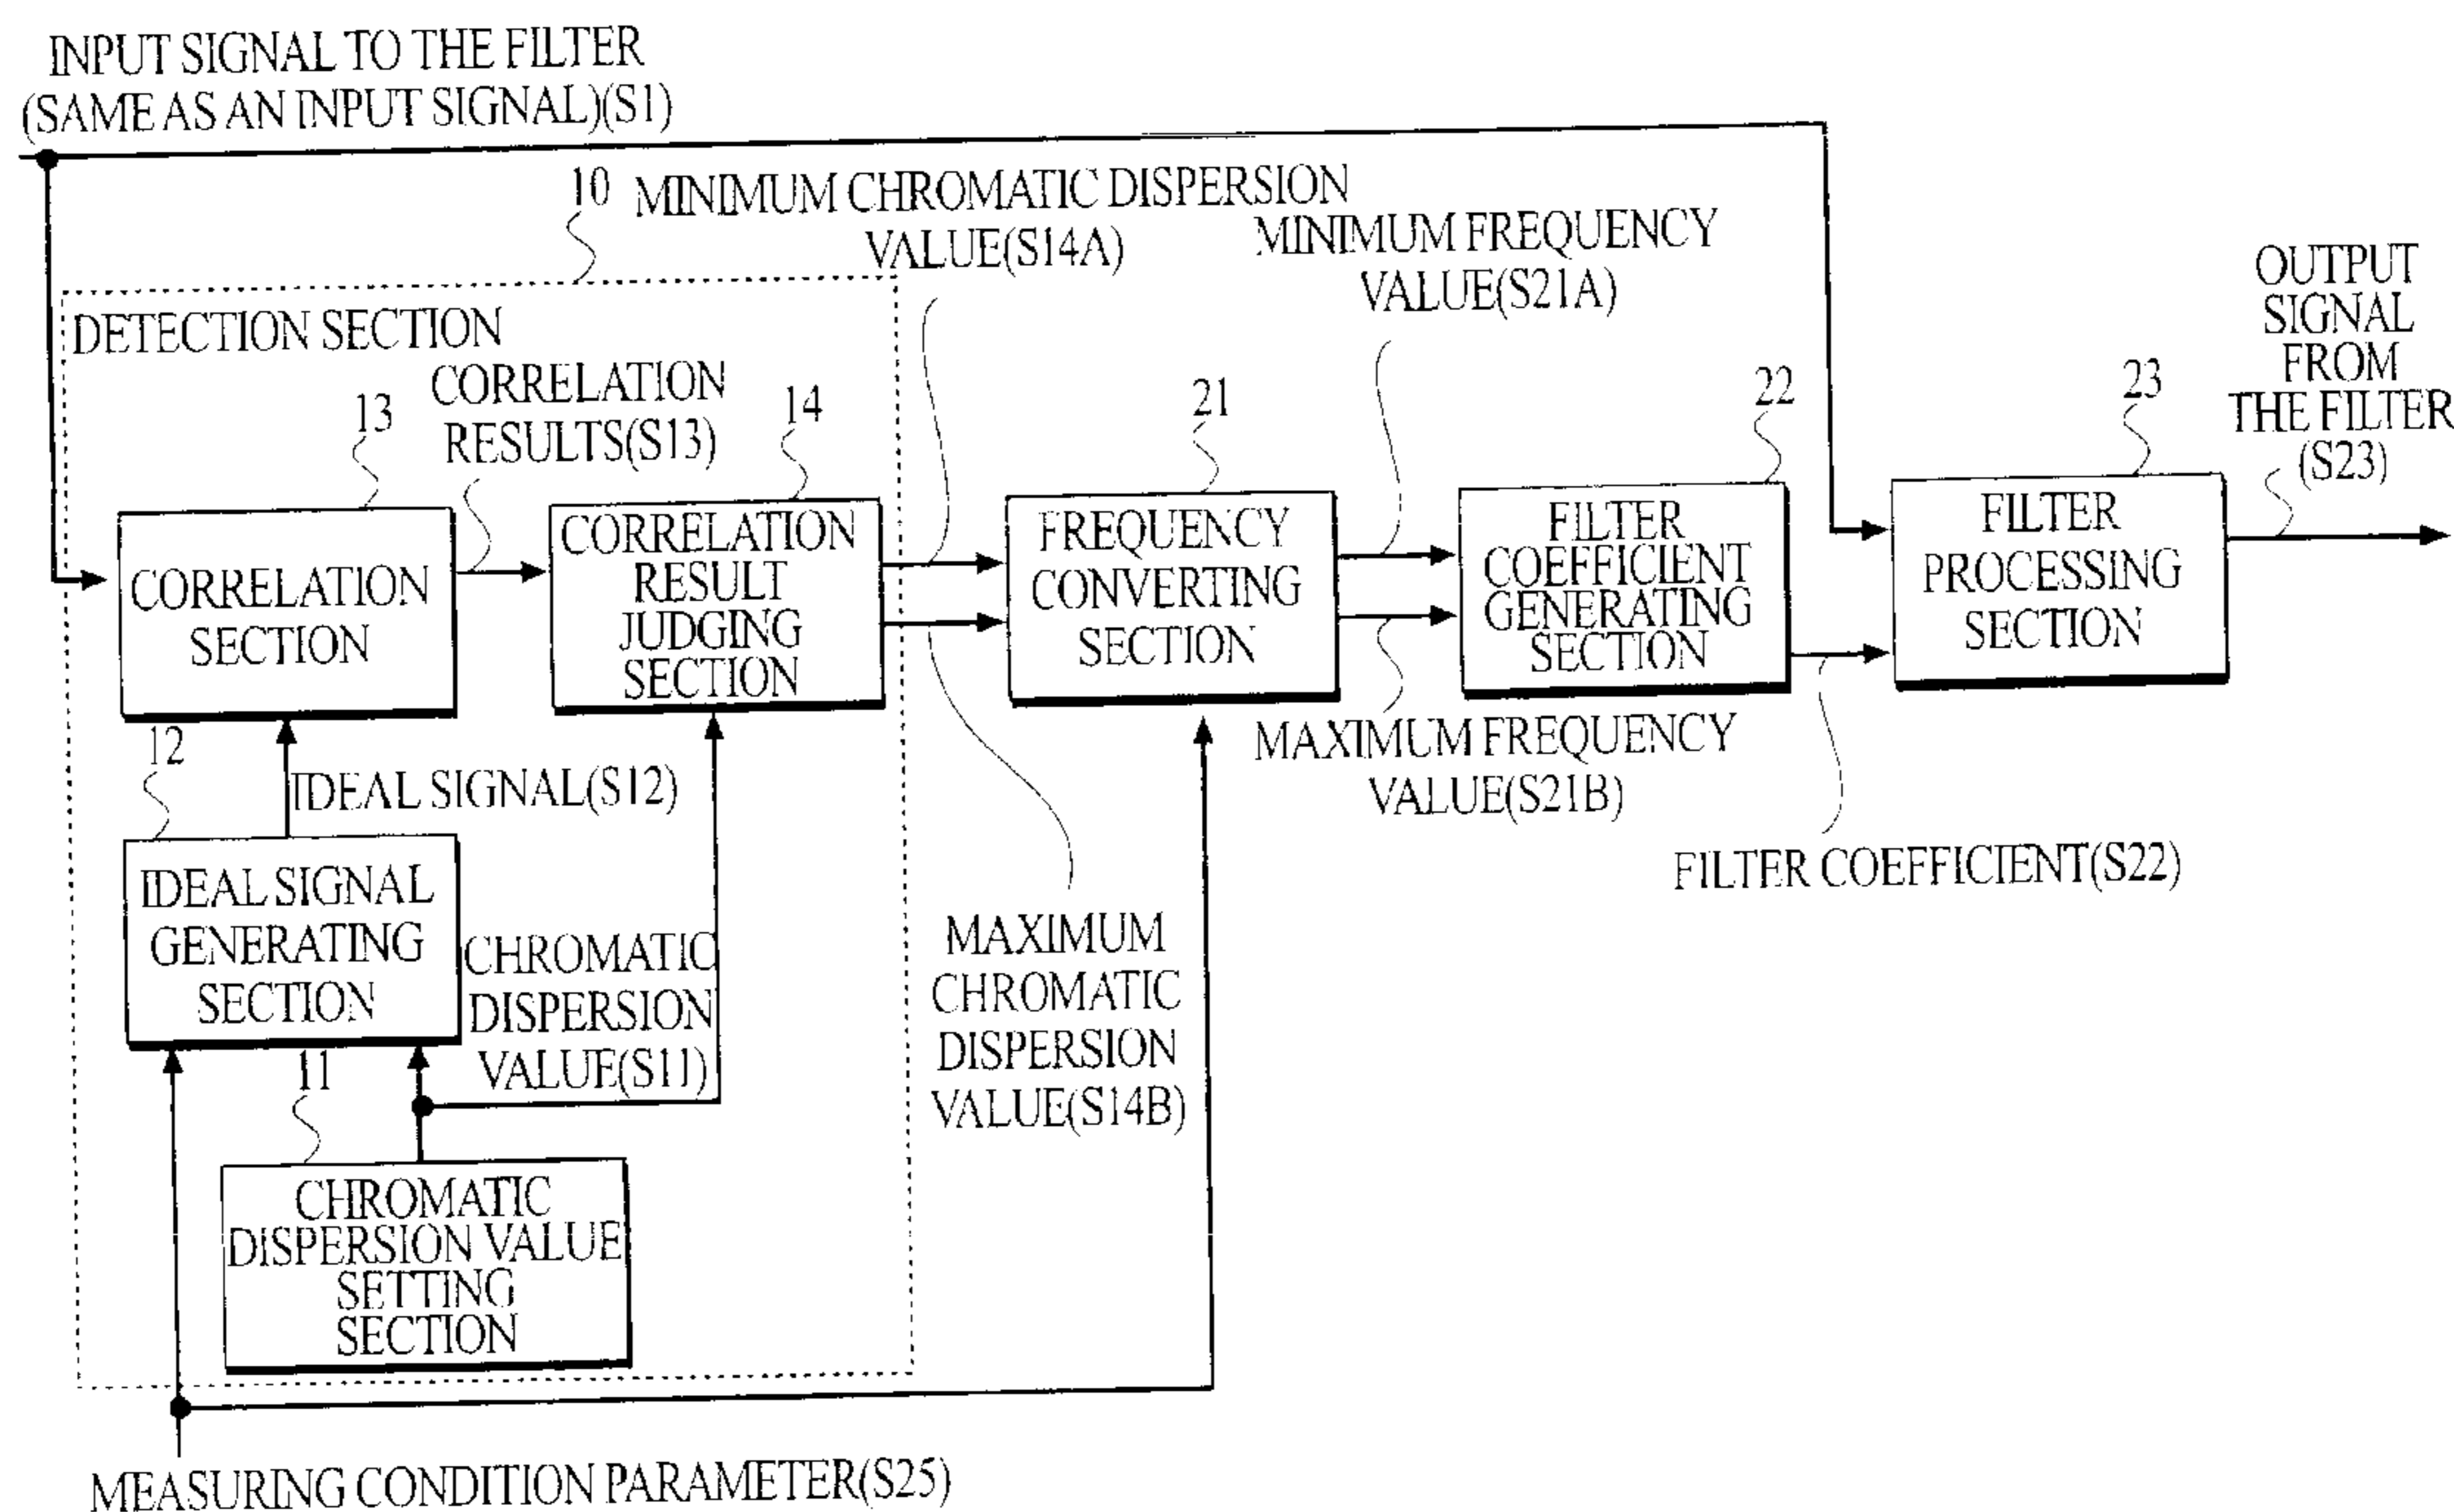 INPUT SIGNAL TO THE FILTER
(SAME AS AN INPUT SIGNAL)(S1)
10
MINIMUM CHROMATIC DISPERSION
VALUE(S14A)
MINIMUM FREQUENCY
VALUE(S21A)
OUTPUT
SIGNAL
FROM
THE FILTER
(S23)
DETECTION SECTION
CORRELATION
RESULTS(S13)
13
14
21
22
23
CORRELATION
SECTION
CORRELATION
RESULT
JUDGING
SECTION
FREQUENCY
CONVERTING
SECTION
FILTER
COEFFICIENT
GENERATING
SECTION
FILTER
PROCESSING
SECTION
12
IDEAL SIGNAL(S12)
MAXIMUM FREQUENCY
VALUE(S21B)
FILTER COEFFICIENT(S22)
IDEAL SIGNAL
GENERATING
SECTION
CHROMATIC
DISPERSION
VALUE(S11)
MAXIMUM
CHROMATIC
DISPERSION
VALUE(S14B)
11
CHROMATIC
DISPERSION VALUE
SETTING
SECTION
MEASURING CONDITION PARAMETER(S25)